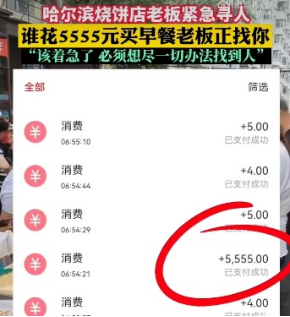 哈尔滨烧饼店老板紧急寻人
谁花5555元买早餐老板正找你
“该着急了 必须想尽一切办法找到人”
全部 筛选
消费 +5.00
06:55:10 已支付成功
消费 +4.00
06:54:44 已支付成功
消费 +5.00
06:54:29 已支付成功
消费 +5,555.00
06:54:21 已支付成功
消费 +4.00